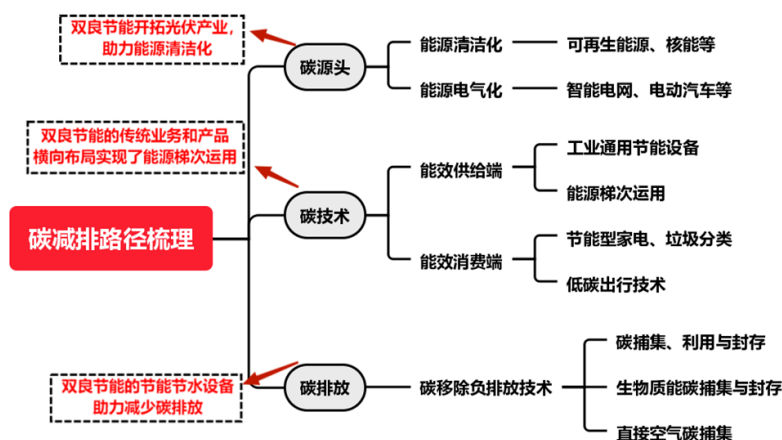 双良节能开拓光伏产业，
助力能源清洁化
碳源头
能源清洁化
可再生能源、核能等
能源电气化
智能电网、电动汽车等
双良节能的传统业务和产品
横向布局实现了能源梯次运用
碳技术
能效供给端
工业通用节能设备
能源梯次运用
碳减排路径梳理
能效消费端
节能型家电、垃圾分类
低碳出行技术
双良节能的节能节水设备
助力减少碳排放
碳排放
碳移除负排放技术
碳捕集、利用与封存
生物质能碳捕集与封存
直接空气碳捕集